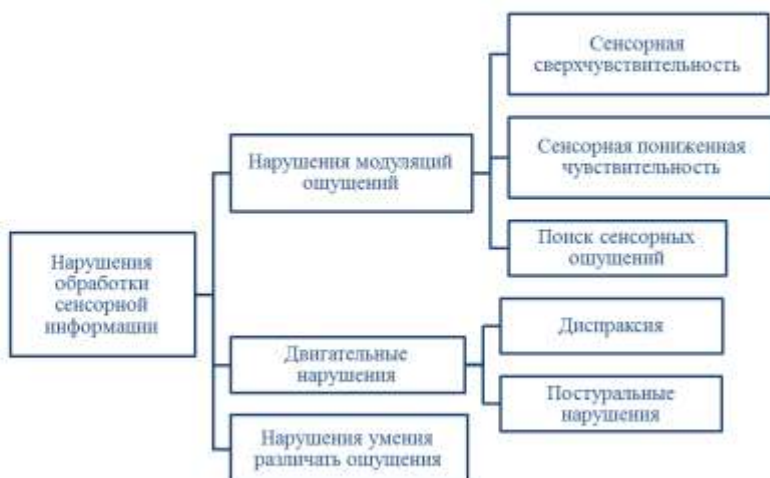 Сенсорная
сверхчувствительность
Нарушения модуляций
ощущений
Сенсорная пониженная
чувствительность
Поиск сенсорных
ощущений
Нарушения
обработки
сенсорной
информации
Двигательные
нарушения
Диспраксия
Постуральные
нарушения
Нарушения умения
различать ощущения